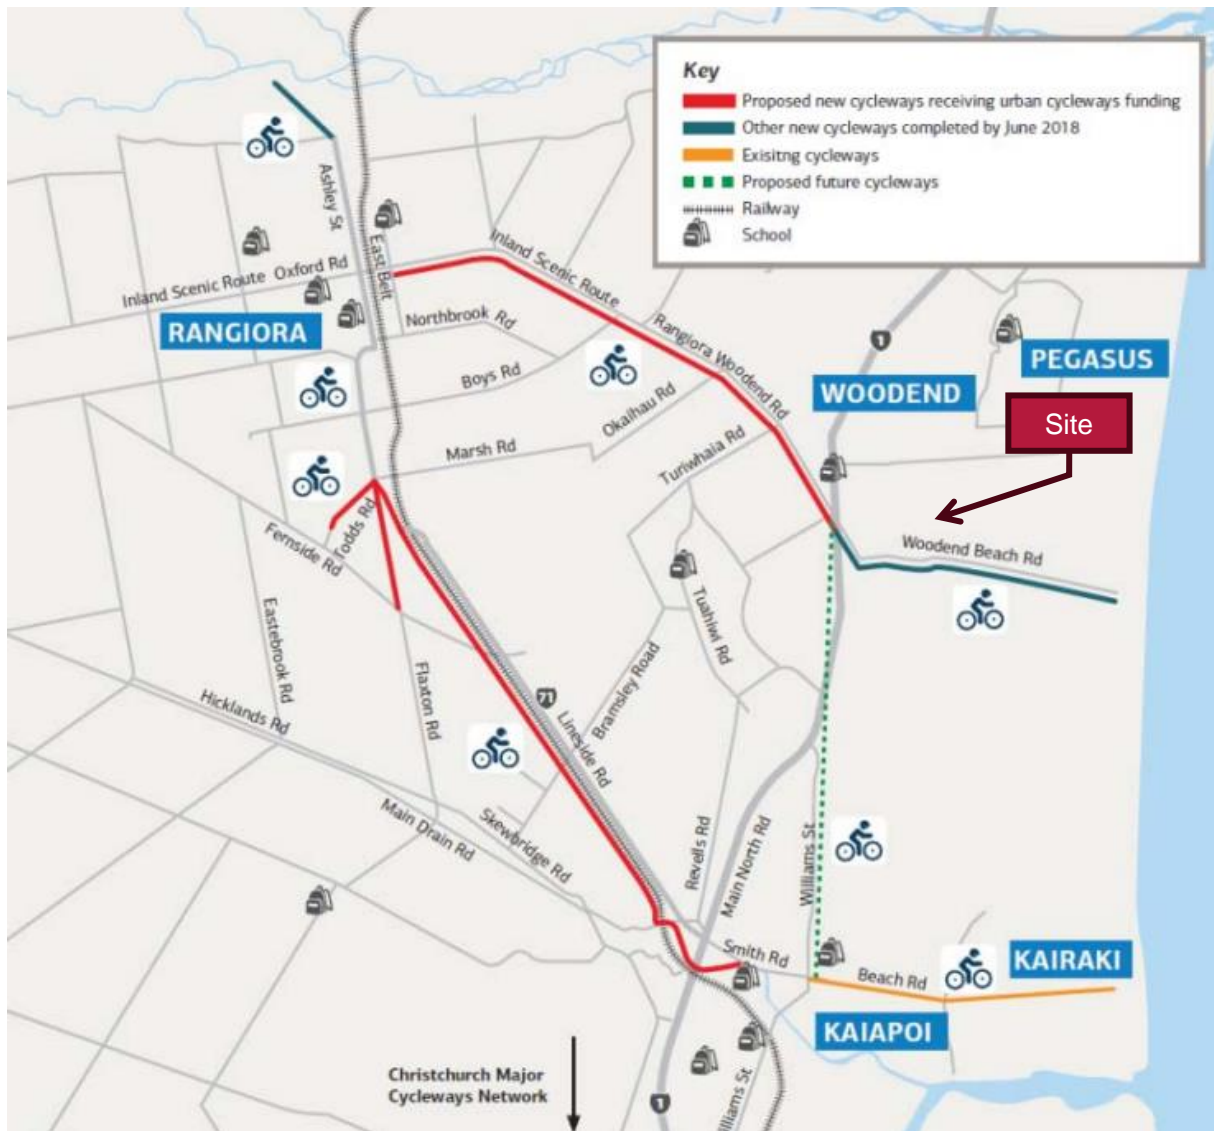 Key
Proposed new cycleways receiving urban cycleways funding
Other new cycleways completed by June 2018
Exisitng cycleways
Proposed future cycleways
Railway
School
Ashley St
East Belt
Inland Scenic Route Oxford Rd
Inland Scenic Route
RANGIORA
Northbrook Rd
Rangiora Woodend Rd
1
PEGASUS
Boys Rd
WOODEND
Okaihau Rd
Site
Marsh Rd
Turiwhaia Rd
Todds Rd
Fernside Rd
Woodend Beach Rd
Tuahiwi Rd
Eastebrook Rd
Flaxton Rd
Bramsley Road
Hicklands Rd
71
Lineside Rd
Main Drain Rd
Skewbridge Rd
Revells Rd
Main North Rd
Williams St
Smith Rd
Beach Rd
KAIRAKI
KAIAPOI
Christchurch Major
Cycleways Network
1
lliams St